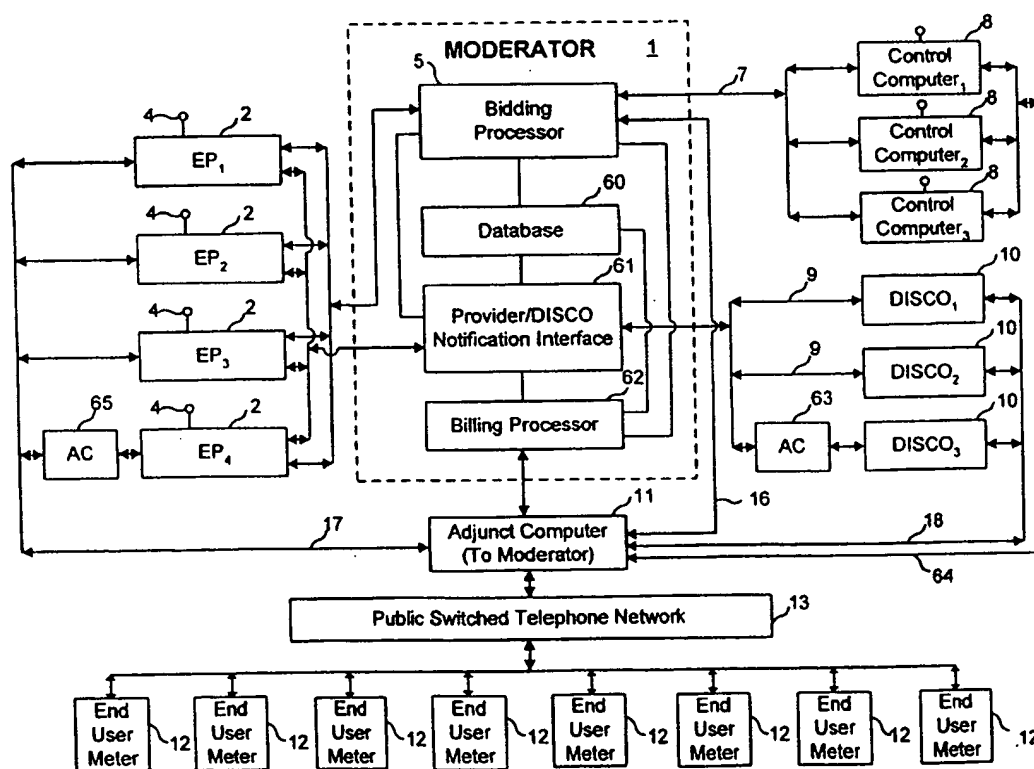 MODERATOR 1
5
Bidding
Processor
60
Database
61
Provider/DISCO
Notification Interface
62
Billing Processor
4 2
EP1
4 2
EP2
4 2
EP3
65 4 2
AC
EP4
7
8
Control
Computer1
8
Control
Computer2
8
Control
Computer3
9 10
DISCO1
9 10
DISCO2
63 10
AC
DISCO3
11
Adjunct Computer
(To Moderator)
16
17
18
64
Public Switched Telephone Network
13
End
User
Meter
12
End
User
Meter
12
End
User
Meter
12
End
User
Meter
12
End
User
Meter
12
End
User
Meter
12
End
User
Meter
12
End
User
Meter
12